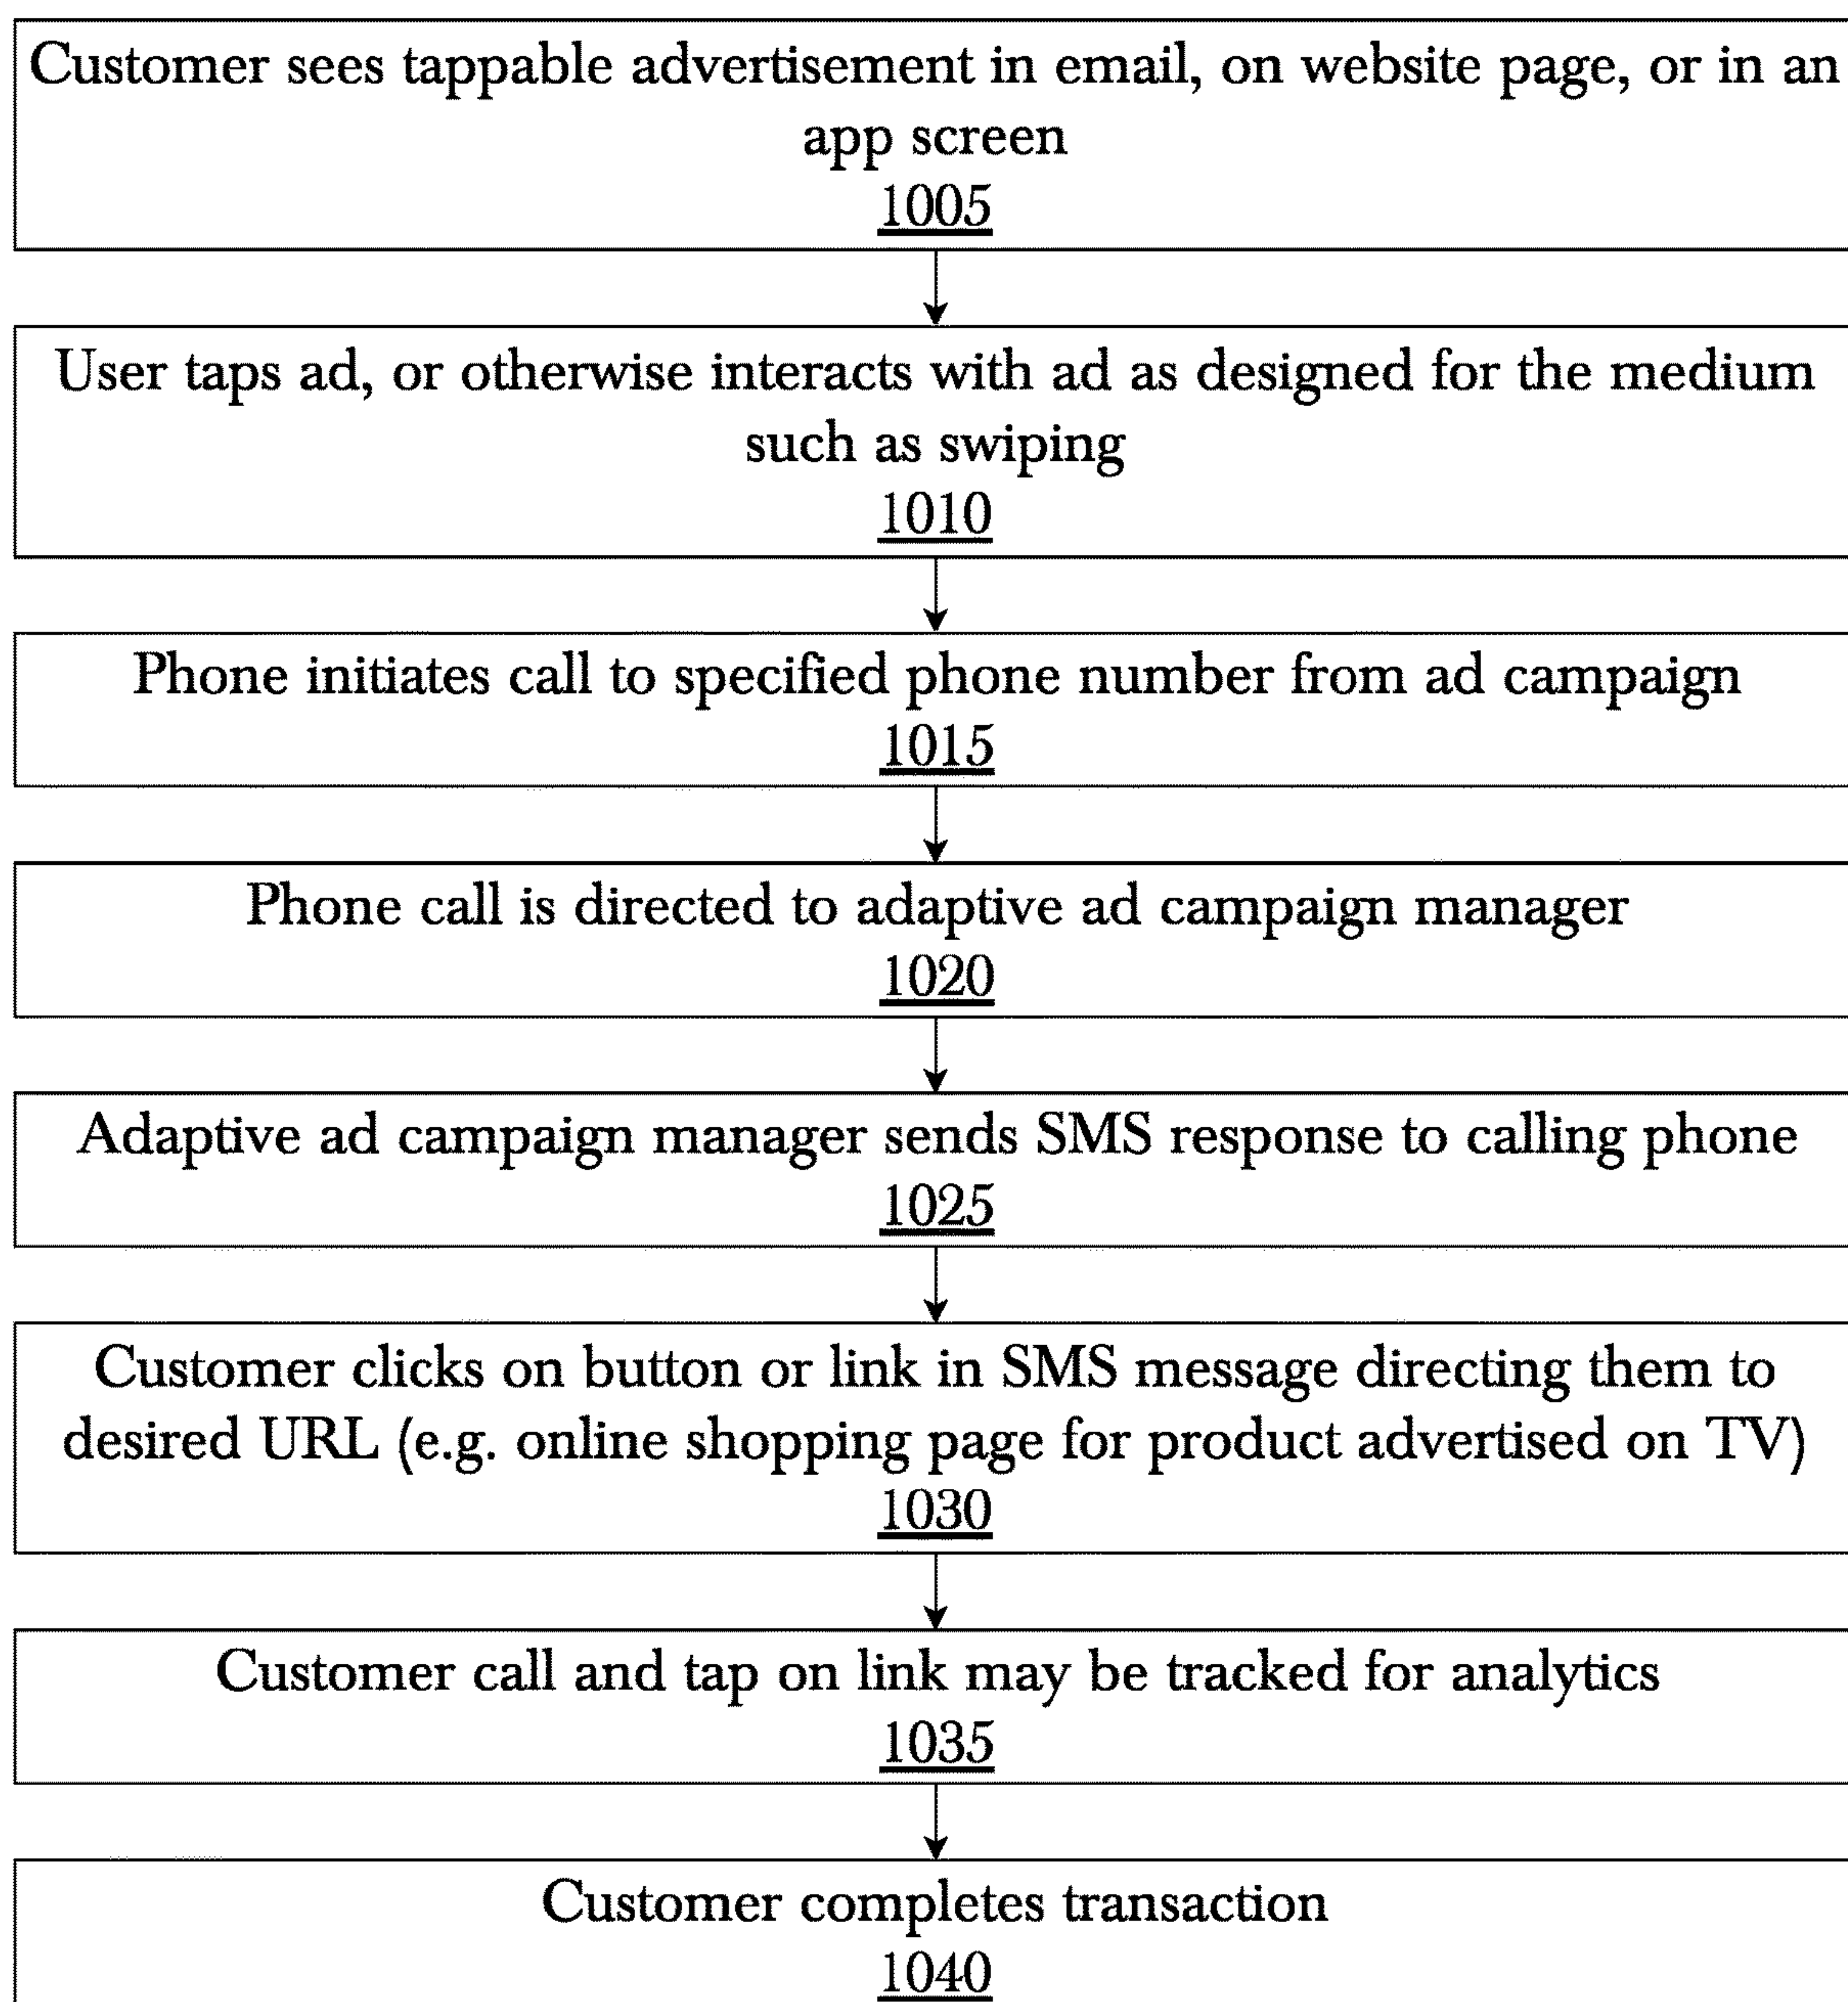 Customer sees tappable advertisement in email, on website page, or in an
app screen
1005
User taps ad, or otherwise interacts with ad as designed for the medium
such as swiping
1010
Phone initiates call to specified phone number from ad campaign
1015
Phone call is directed to adaptive ad campaign manager
1020
Adaptive ad campaign manager sends SMS response to calling phone
1025
Customer clicks on button or link in SMS message directing them to
desired URL (e.g. online shopping page for product advertised on TV)
1030
Customer call and tap on link may be tracked for analytics
1035
Customer completes transaction
1040